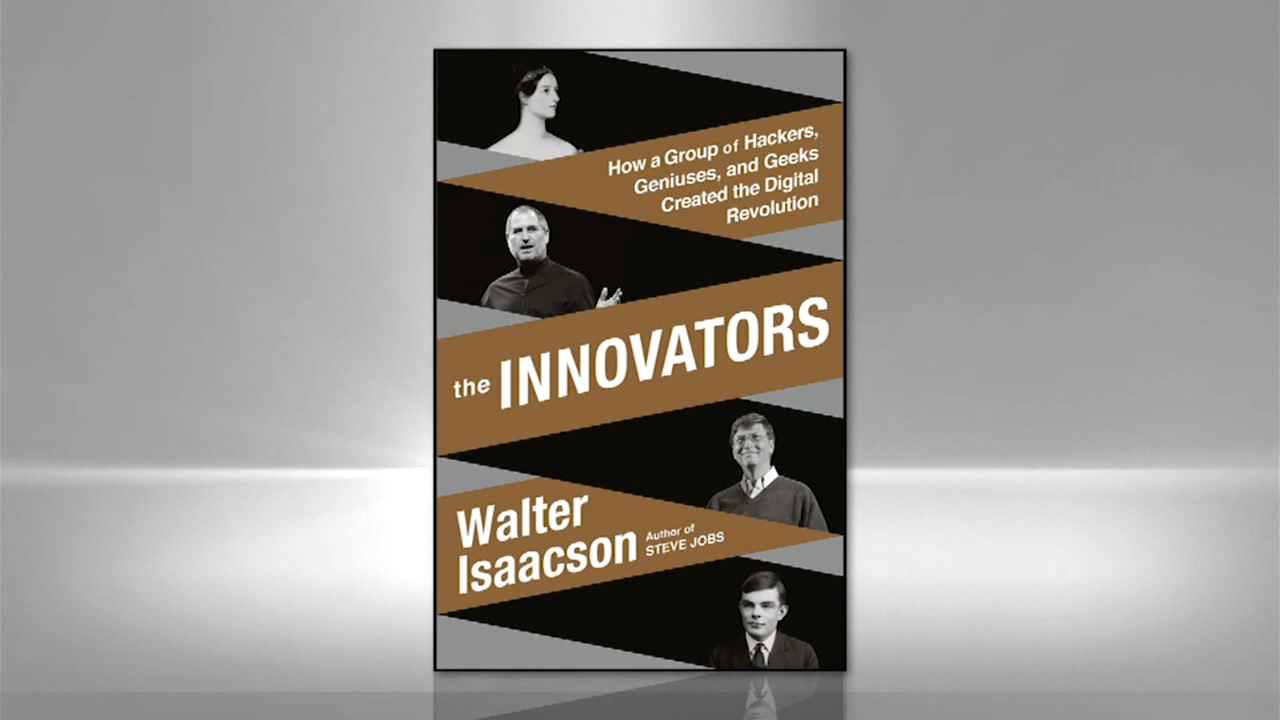 How a Group of Hackers,
Geniuses, and Geeks
Created the Digital
Revolution
the INNOVATORS
Walter
Isaacson
Author of
STEVE JOBS